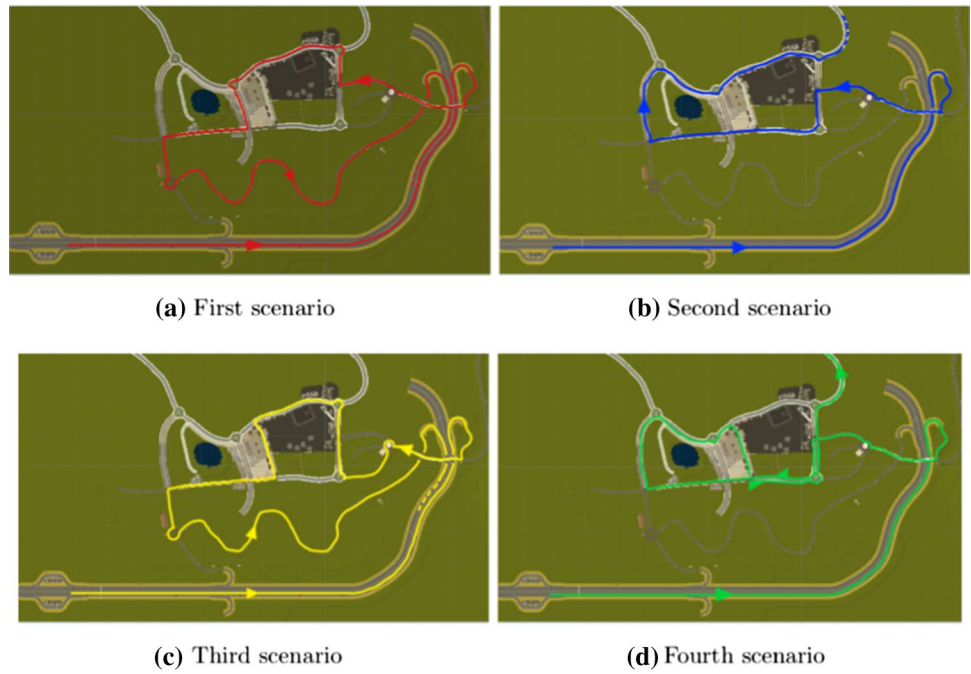 (a) First scenario
(b) Second scenario
(c) Third scenario
(d) Fourth scenario